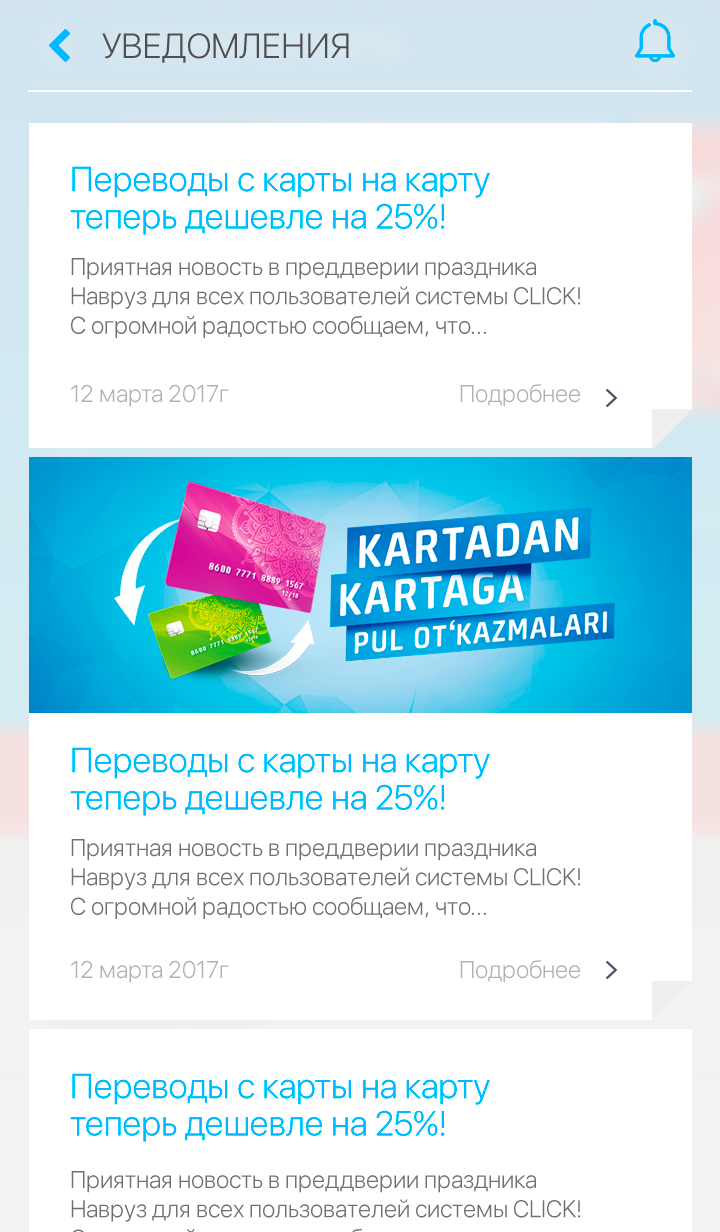 УВЕДОМЛЕНИЯ
Переводы с карты на карту
теперь дешевле на 25%!
Приятная новость в преддверии праздника
Навруз для всех пользователей системы CLICK!
С огромной радостью сообщаем, что...
12 марта 2017г
Подробнее
8600 7771 8889 1567
12/18
8600 7771 8889 1567
12/18
KARTADAN
KARTAGA
PUL OT‘KAZMALARI
Переводы с карты на карту
теперь дешевле на 25%!
Приятная новость в преддверии праздника
Навруз для всех пользователей системы CLICK!
С огромной радостью сообщаем, что...
12 марта 2017г
Подробнее
Переводы с карты на карту
теперь дешевле на 25%!
Приятная новость в преддверии праздника
Навруз для всех пользователей системы CLICK!